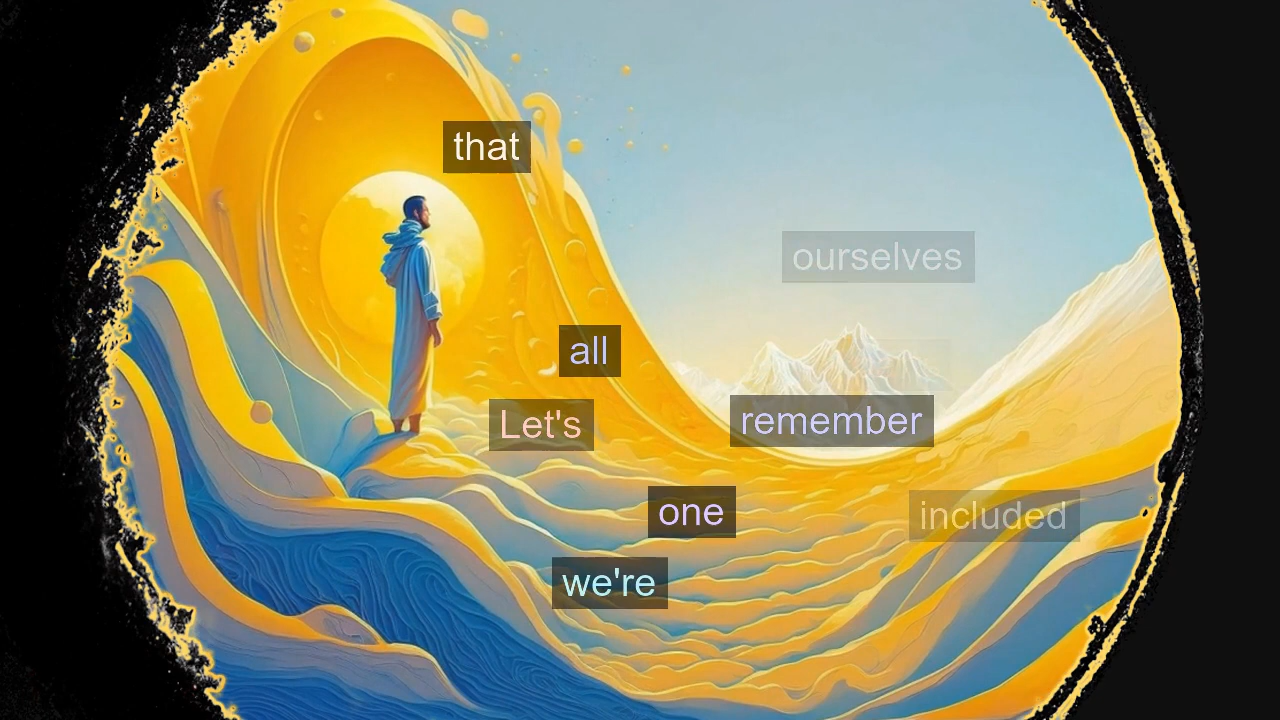 that
ourselves
all
Let's
remember
one
included
we're